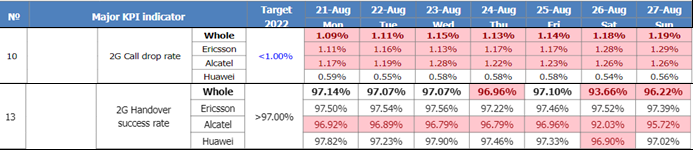 № Major KPI indicator Target 2022 21-Aug Mon 22-Aug Tue 23-Aug Wed 24-Aug Thu 25-Aug Fri 26-Aug Sat 27-Aug Sun
10 2G Call drop rate <1.00%
Whole 1.09% 1.11% 1.15% 1.13% 1.14% 1.18% 1.19%
Ericsson 1.11% 1.16% 1.13% 1.17% 1.17% 1.28% 1.29%
Alcatel 1.17% 1.19% 1.28% 1.22% 1.23% 1.26% 1.26%
Huawei 0.59% 0.55% 0.58% 0.58% 0.58% 0.54% 0.56%
13 2G Handover success rate >97.00%
Whole 97.14% 97.07% 97.07% 96.96% 97.10% 93.66% 96.22%
Ericsson 97.50% 97.54% 97.56% 97.22% 97.46% 97.52% 97.39%
Alcatel 96.92% 96.89% 96.79% 96.79% 96.96% 92.03% 95.72%
Huawei 97.82% 97.23% 97.90% 97.46% 97.33% 96.90% 97.02%